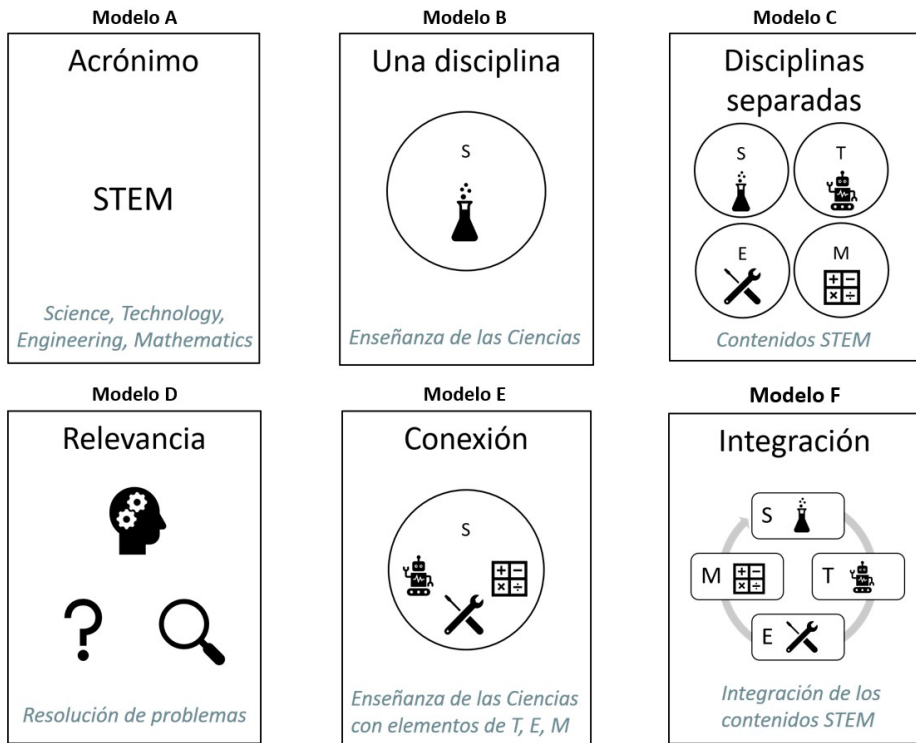 Modelo A
Acrónimo
STEM
Science, Technology,
Engineering, Mathematics
Modelo B
Una disciplina
S
Enseñanza de las Ciencias
Modelo C
Disciplinas
separadas
S
T
E
M
Contenidos STEM
Modelo D
Relevancia
?
Resolución de problemas
Modelo E
Conexión
S
Enseñanza de las Ciencias
con elementos de T, E, M
Modelo F
Integración
S
M
T
E
Integración de los
contenidos STEM